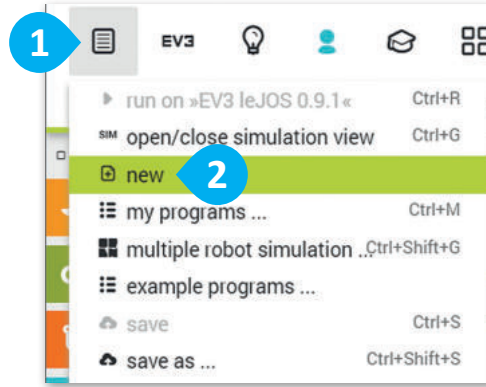 1
EV3
run on »EV3 leJOS 0.9.1« Ctrl+R
SIM open/close simulation view Ctrl+G
new 2
my programs ... Ctrl+M
multiple robot simulation ... Ctrl+Shift+G
example programs ...
save Ctrl+S
save as ... Ctrl+Shift+S